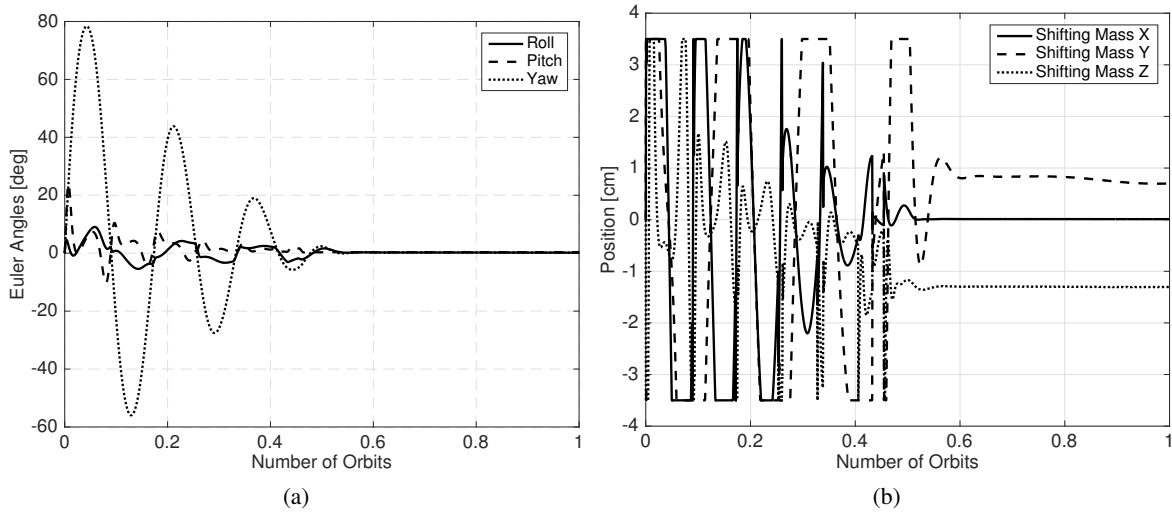 80
60
40
20
0
-20
-40
-60
Euler Angles [deg]
Roll
Pitch
Yaw
0 0.2 0.4 0.6 0.8 1
Number of Orbits
(a)
4
3
2
1
0
-1
-2
-3
-4
Position [cm]
Shifting Mass X
Shifting Mass Y
Shifting Mass Z
0 0.2 0.4 0.6 0.8 1
Number of Orbits
(b)